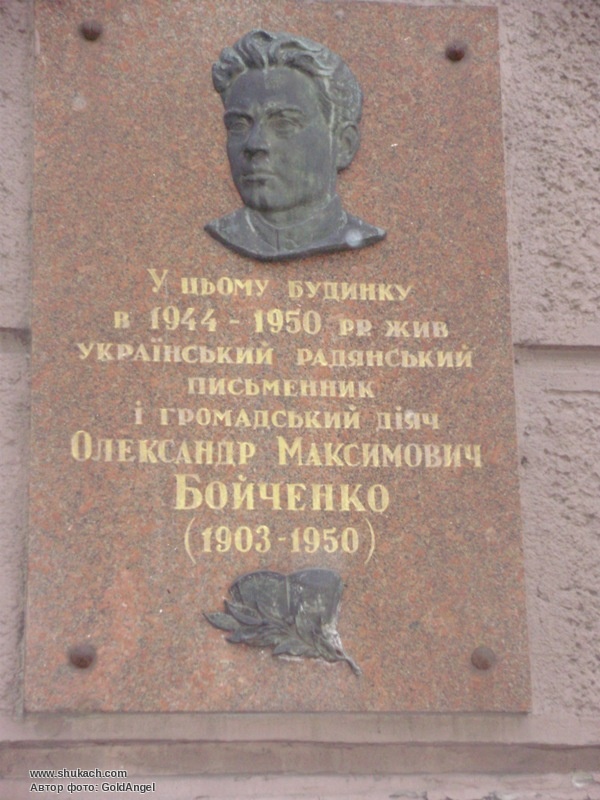 У цьому будинку
в 1944 - 1950 рр жив
український радянський
письменник
і громадський діяч
Олександр Максимович
Бойченко
(1903-1950)
www.shukach.com
Автор фото: GoldAngel